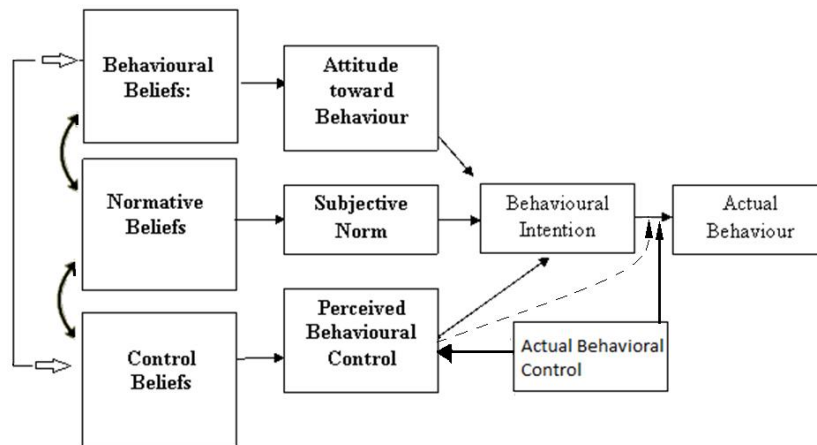 Behavioural
Beliefs:
Attitude
toward
Behaviour
Normative
Beliefs
Subjective
Norm
Behavioural
Intention
Actual
Behaviour
Control
Beliefs
Perceived
Behavioural
Control
Actual Behavioral
Control